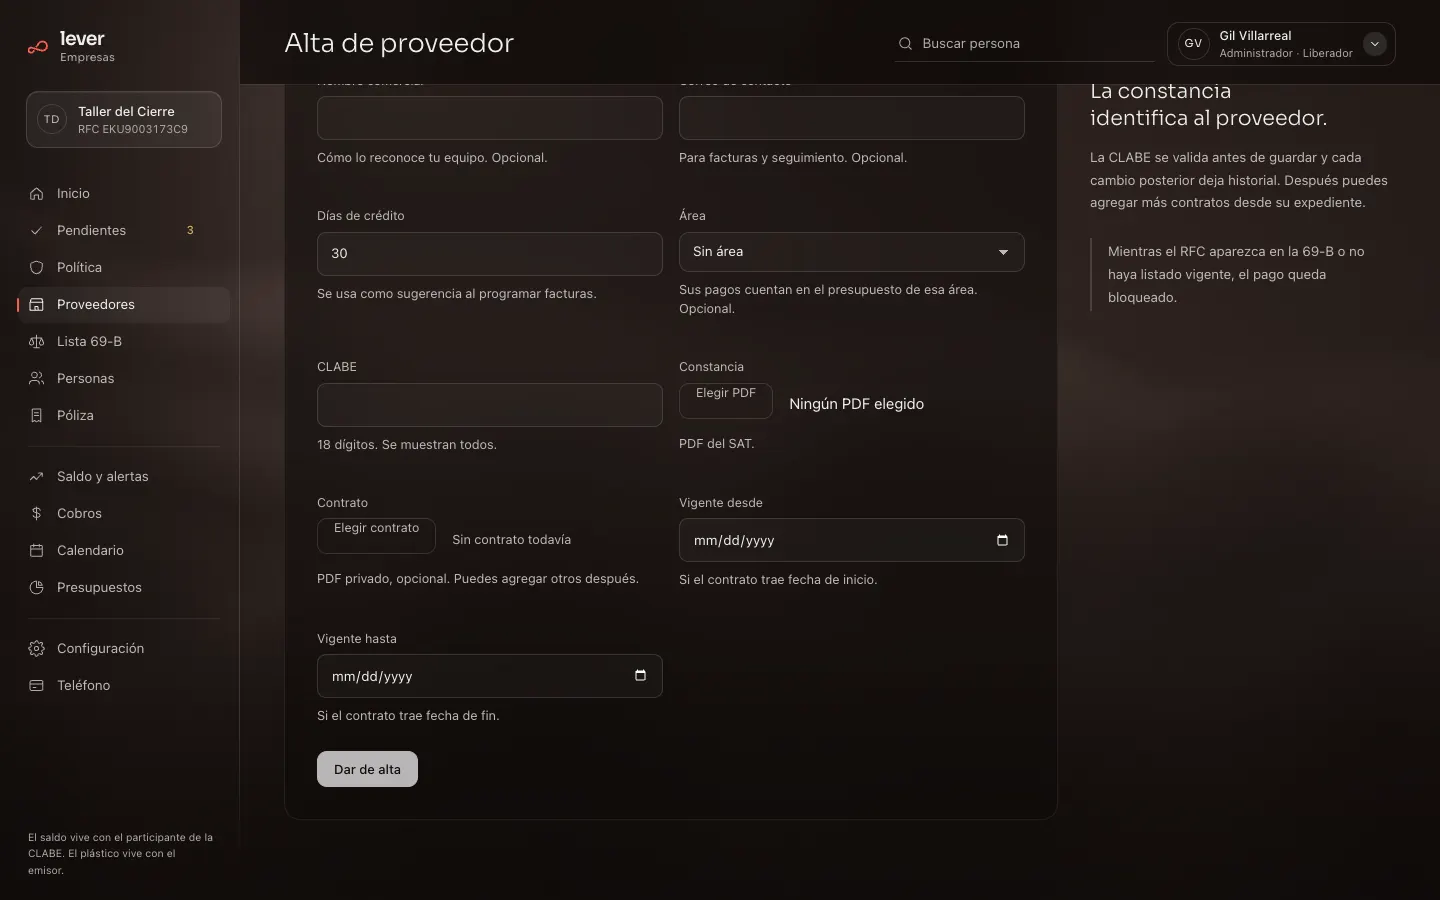 lever
Empresas
TD
Taller del Cierre
RFC EKU9003173C9
Inicio
Pendientes
3
Política
Proveedores
Lista 69-B
Personas
Póliza
Saldo y alertas
Cobros
Calendario
Presupuestos
Configuración
Teléfono
El saldo vive con el participante de la
CLABE. El plástico vive con el
emisor.
Alta de proveedor
Buscar persona
GV
Gil Villarreal
Administrador · Liberador
Cómo lo reconoce tu equipo. Opcional.
Para facturas y seguimiento. Opcional.
Días de crédito
30
Se usa como sugerencia al programar facturas.
Área
Sin área
Sus pagos cuentan en el presupuesto de esa área.
Opcional.
CLABE
18 dígitos. Se muestran todos.
Constancia
Elegir PDF
Ningún PDF elegido
PDF del SAT.
Contrato
Elegir contrato
Sin contrato todavía
PDF privado, opcional. Puedes agregar otros después.
Vigente desde
mm/dd/yyyy
Si el contrato trae fecha de inicio.
Vigente hasta
mm/dd/yyyy
Si el contrato trae fecha de fin.
Dar de alta
La constancia
identifica al proveedor.
La CLABE se valida antes de guardar y cada
cambio posterior deja historial. Después puedes
agregar más contratos desde su expediente.
Mientras el RFC aparezca en la 69-B o no
haya listado vigente, el pago queda
bloqueado.